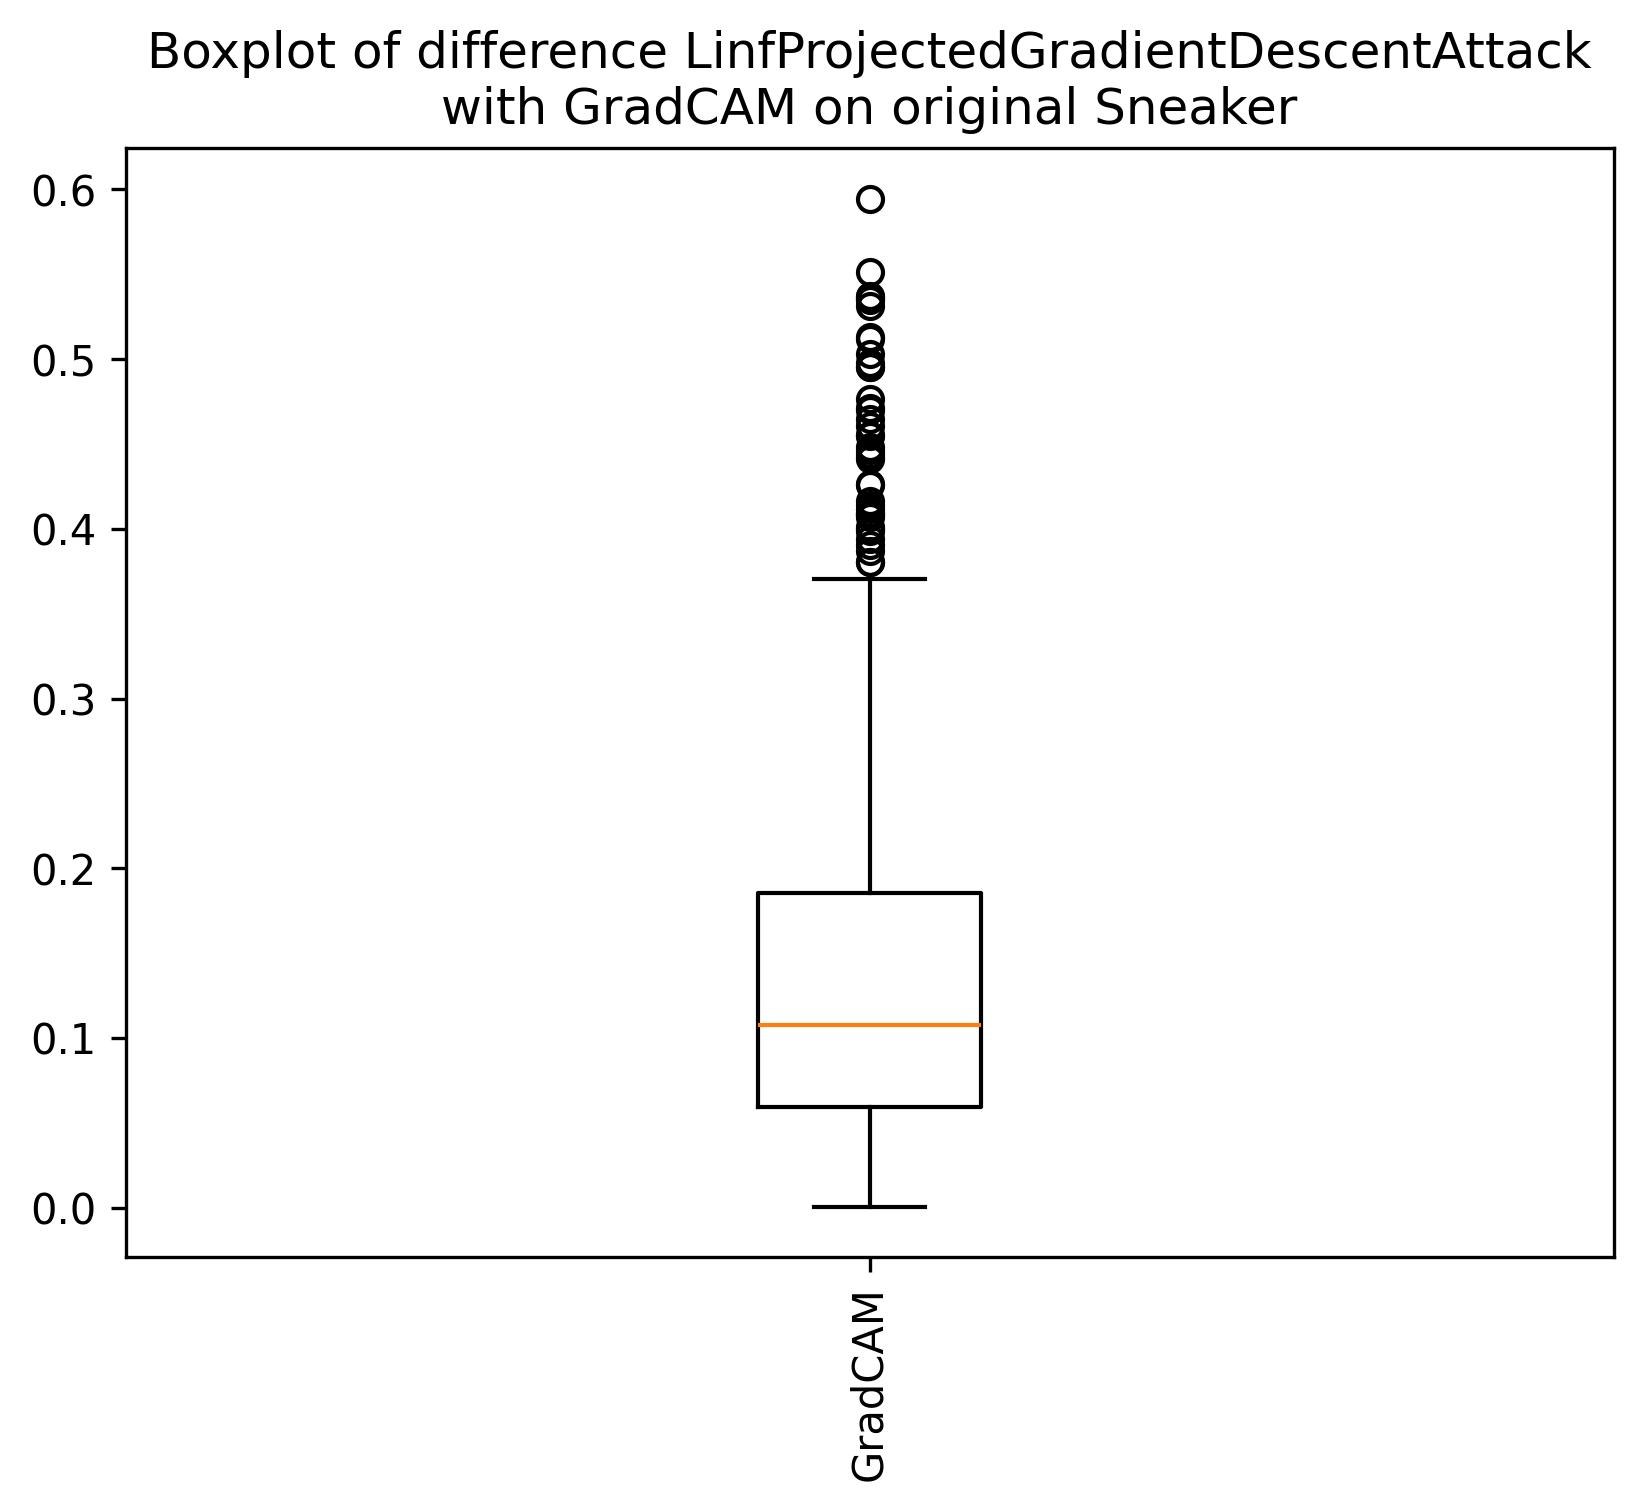 Boxplot of difference LinfProjectedGradientDescentAttack
with GradCAM on original Sneaker
0.6
0.5
0.4
0.3
0.2
0.1
0.0
GradCAM